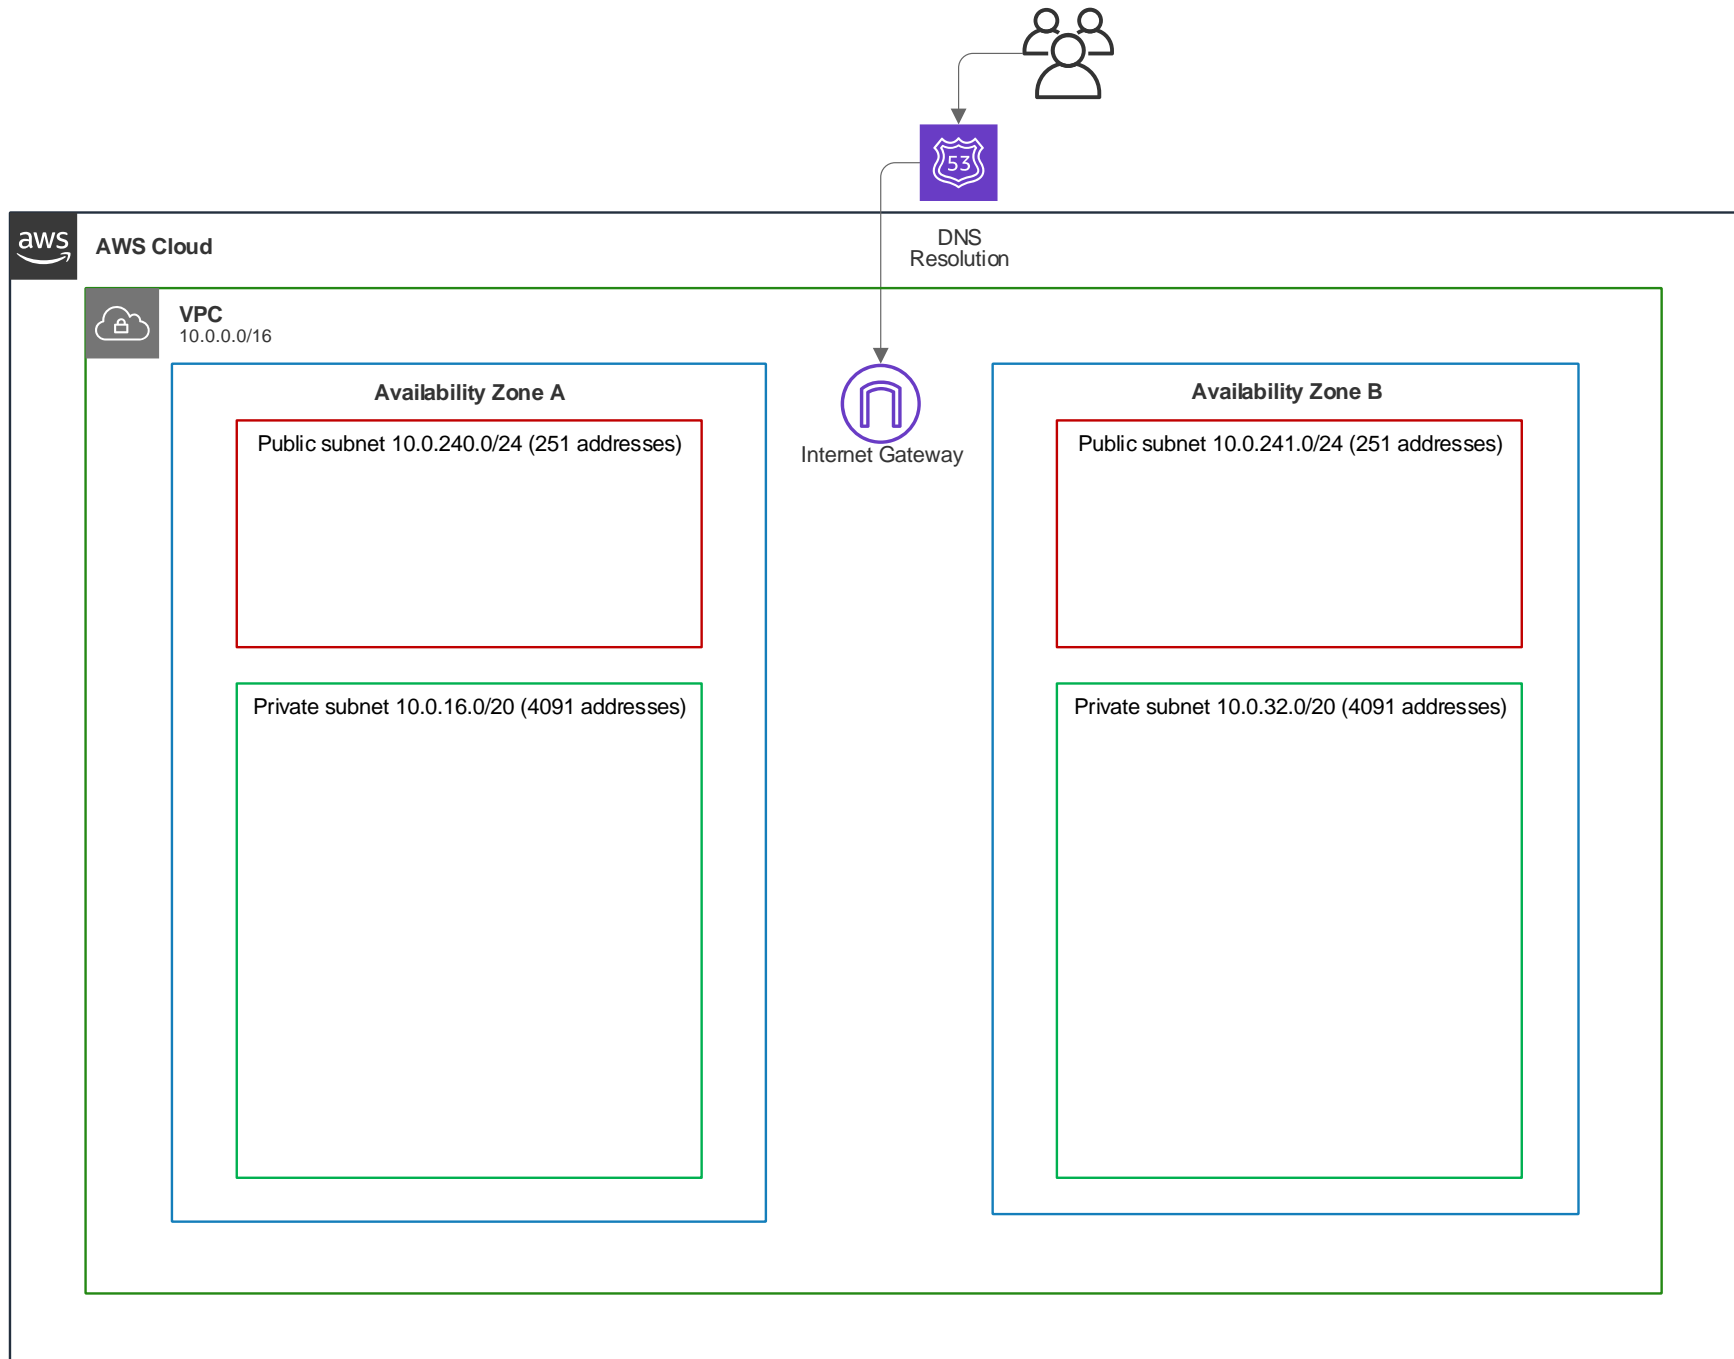 53
DNS
Resolution
aws
AWS Cloud
VPC
10.0.0.0/16
Availability Zone A
Public subnet 10.0.240.0/24 (251 addresses)
Private subnet 10.0.16.0/20 (4091 addresses)
Internet Gateway
Availability Zone B
Public subnet 10.0.241.0/24 (251 addresses)
Private subnet 10.0.32.0/20 (4091 addresses)